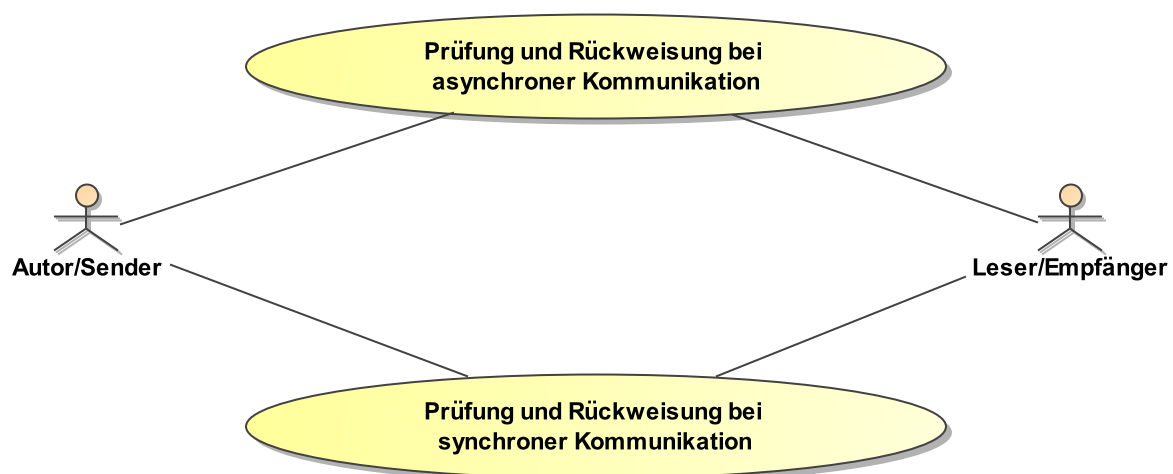 Prüfung und Rückweisung bei
asynchroner Kommunikation
Autor/Sender
Leser/Empfänger
Prüfung und Rückweisung bei
synchroner Kommunikation